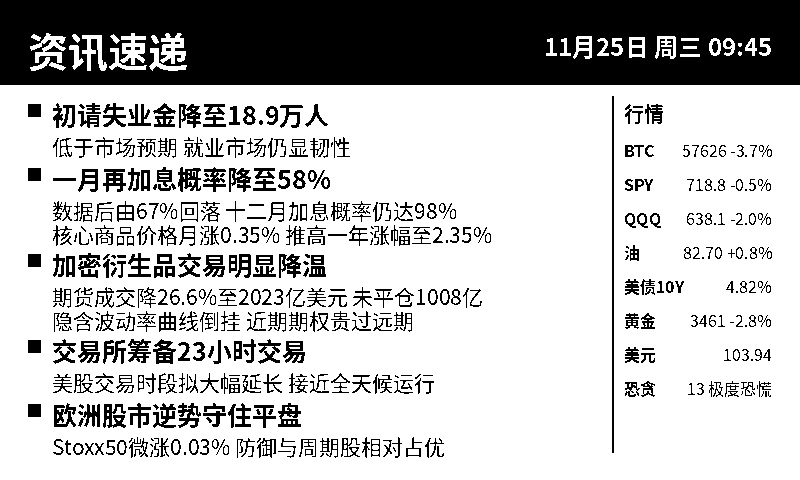 资讯速递
11月25日 周三 09:45
初请失业金降至18.9万人
低于市场预期 就业市场仍显韧性
一月再加息概率降至58%
数据后由67%回落 十二月加息概率仍达98%
核心商品价格月涨0.35% 推高一年涨幅至2.35%
加密衍生品交易明显降温
期货成交降26.6%至2023亿美元 未平仓1008亿
隐含波动率曲线倒挂 近期期权贵过远期
交易所筹备23小时交易
美股交易时段拟大幅延长 接近全天候运行
欧洲股市逆势守住平盘
Stoxx50微涨0.03% 防御与周期股相对占优
行情
BTC 57626 -3.7%
SPY 718.8 -0.5%
QQQ 638.1 -2.0%
油 82.70 +0.8%
美债10Y 4.82%
黄金 3461 -2.8%
美元 103.94
恐贪 13 极度恐慌